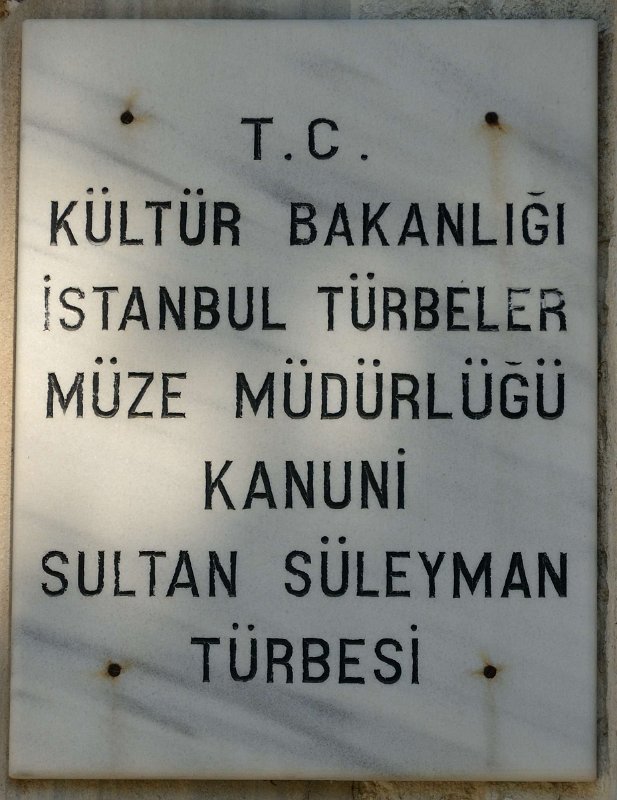 T.C.
KÜLTÜR BAKANLIĞI
İSTANBUL TÜRBELER
MÜZE MÜDÜRLÜĞÜ
KANUNİ
SULTAN SÜLEYMAN
TÜRBESİ